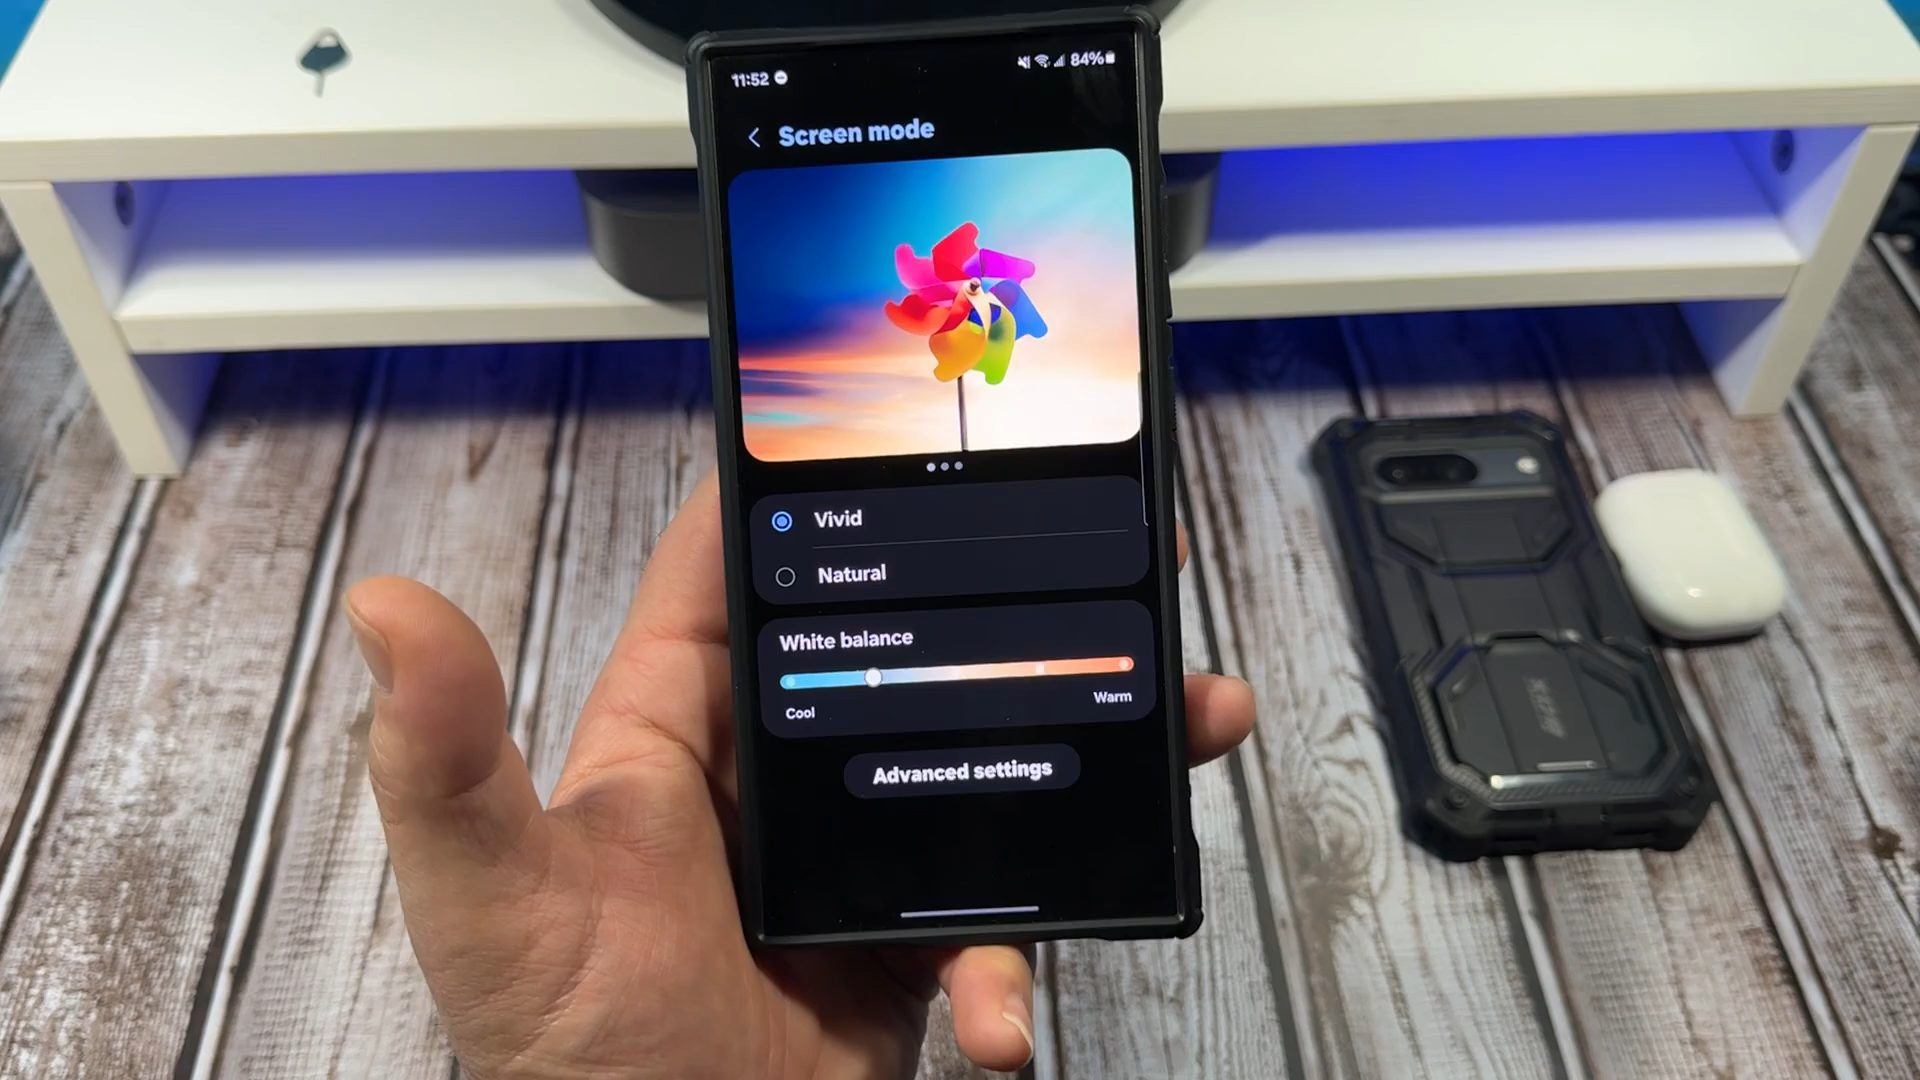 11:52
84%
Screen mode
Vivid
Natural
White balance
Cool
Warm
Advanced settings